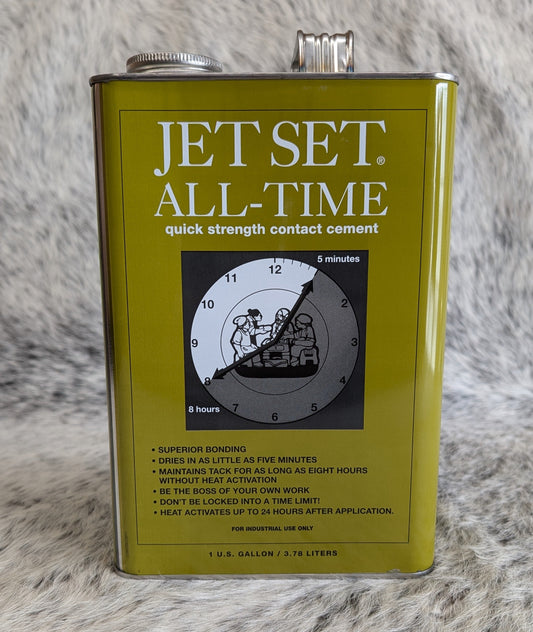 JET SET®
ALL-TIME
quick strength contact cement
5 minutes
12
11
10
9
8
7
6
5
4
3
2
8 hours
• SUPERIOR BONDING
• DRIES IN AS LITTLE AS FIVE MINUTES
• MAINTAINS TACK FOR AS LONG AS EIGHT HOURS
WITHOUT HEAT ACTIVATION
• BE THE BOSS OF YOUR OWN WORK
• DON'T BE LOCKED INTO A TIME LIMIT!
• HEAT ACTIVATES UP TO 24 HOURS AFTER APPLICATION.
FOR INDUSTRIAL USE ONLY
1 U.S. GALLON / 3.78 LITERS